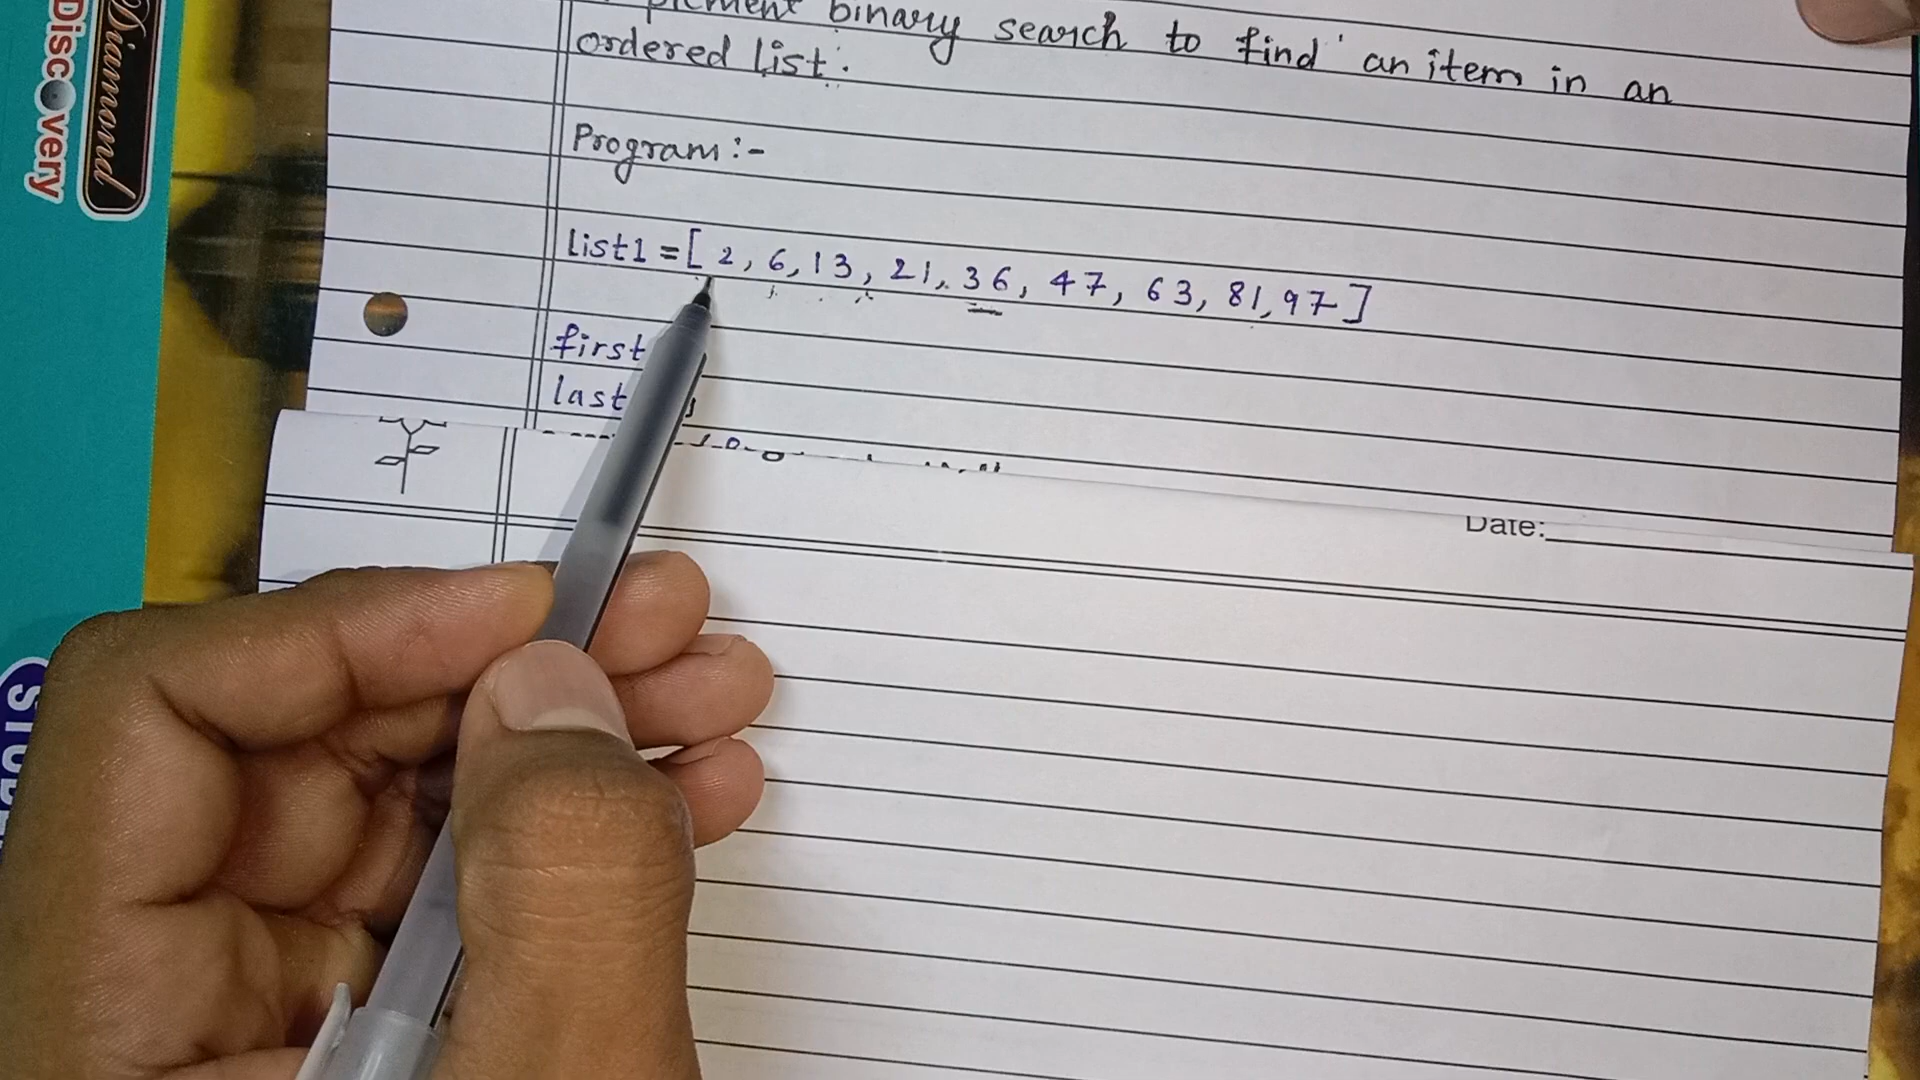 Discovery
Diamond
binary search to find an item in an
ordered list.
Program :-
list1 = [ 2, 6, 13, 21, 36, 47, 63, 81, 97 ]
first
last
Date: